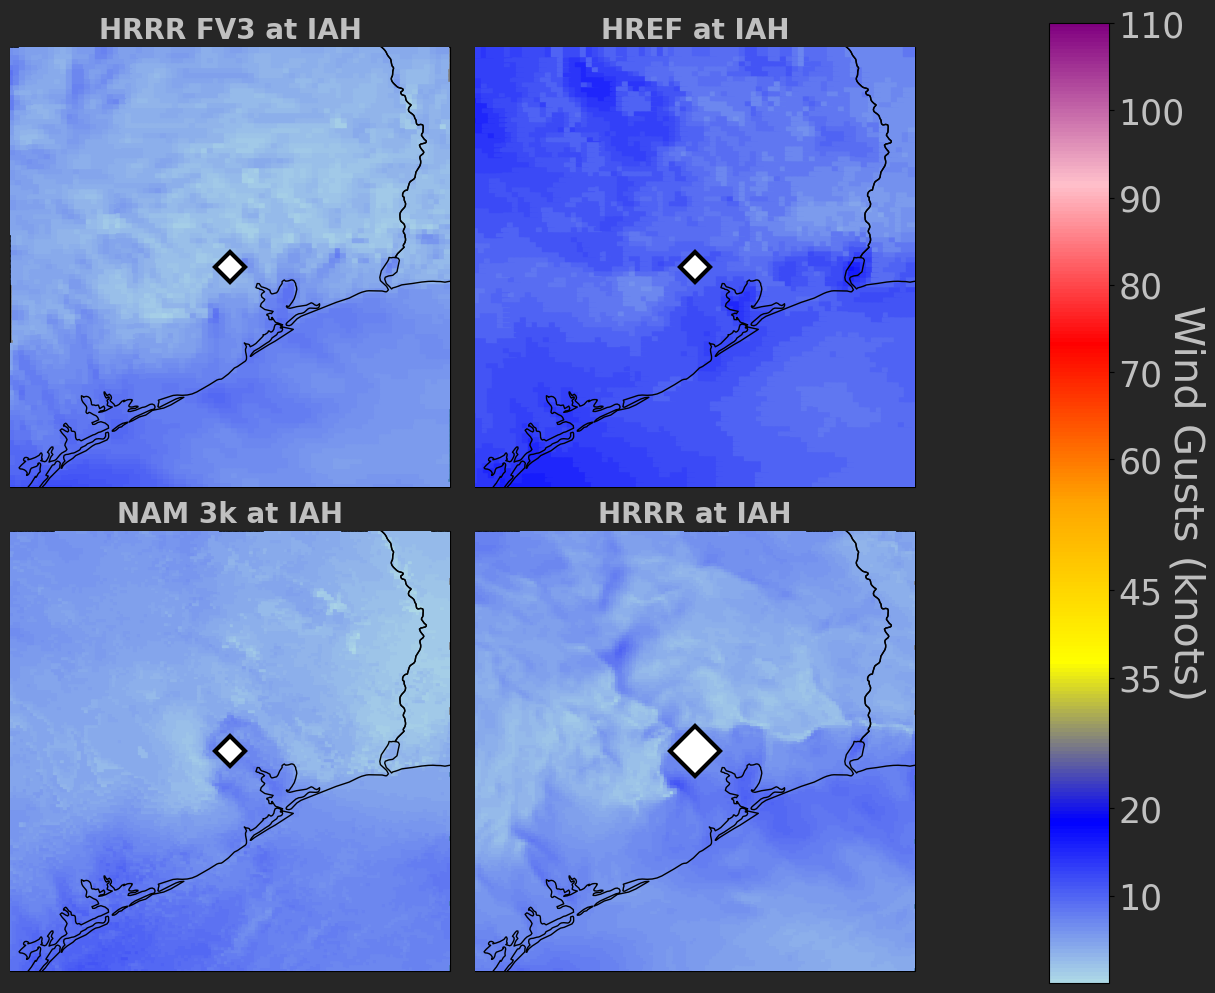 HRRR FV3 at IAH
HREF at IAH
NAM 3k at IAH
HRRR at IAH
110
100
90
80
70
60
45
35
20
10
Wind Gusts (knots)